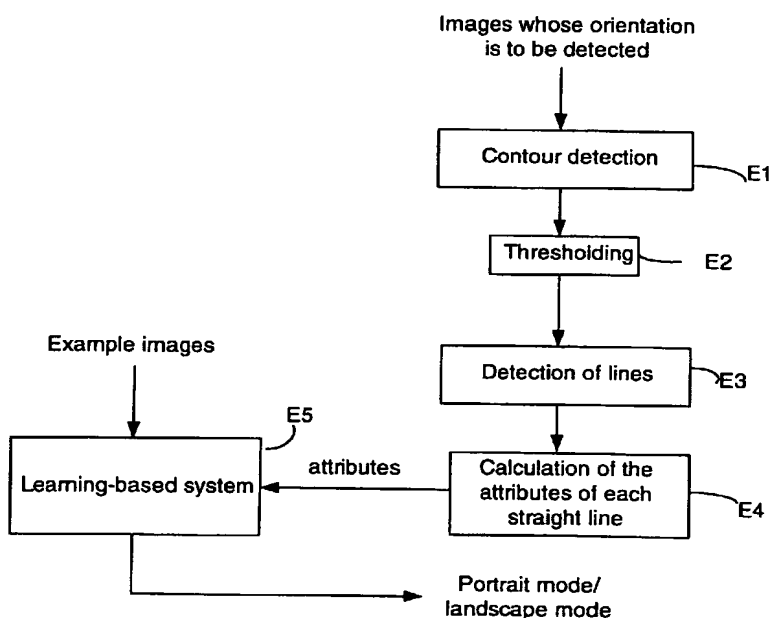 Images whose orientation
is to be detected
Contour detection
E1
Thresholding
E2
Example images
Detection of lines
E3
E5
Learning-based system
attributes
Calculation of the
attributes of each
straight line
E4
Portrait mode/
landscape mode